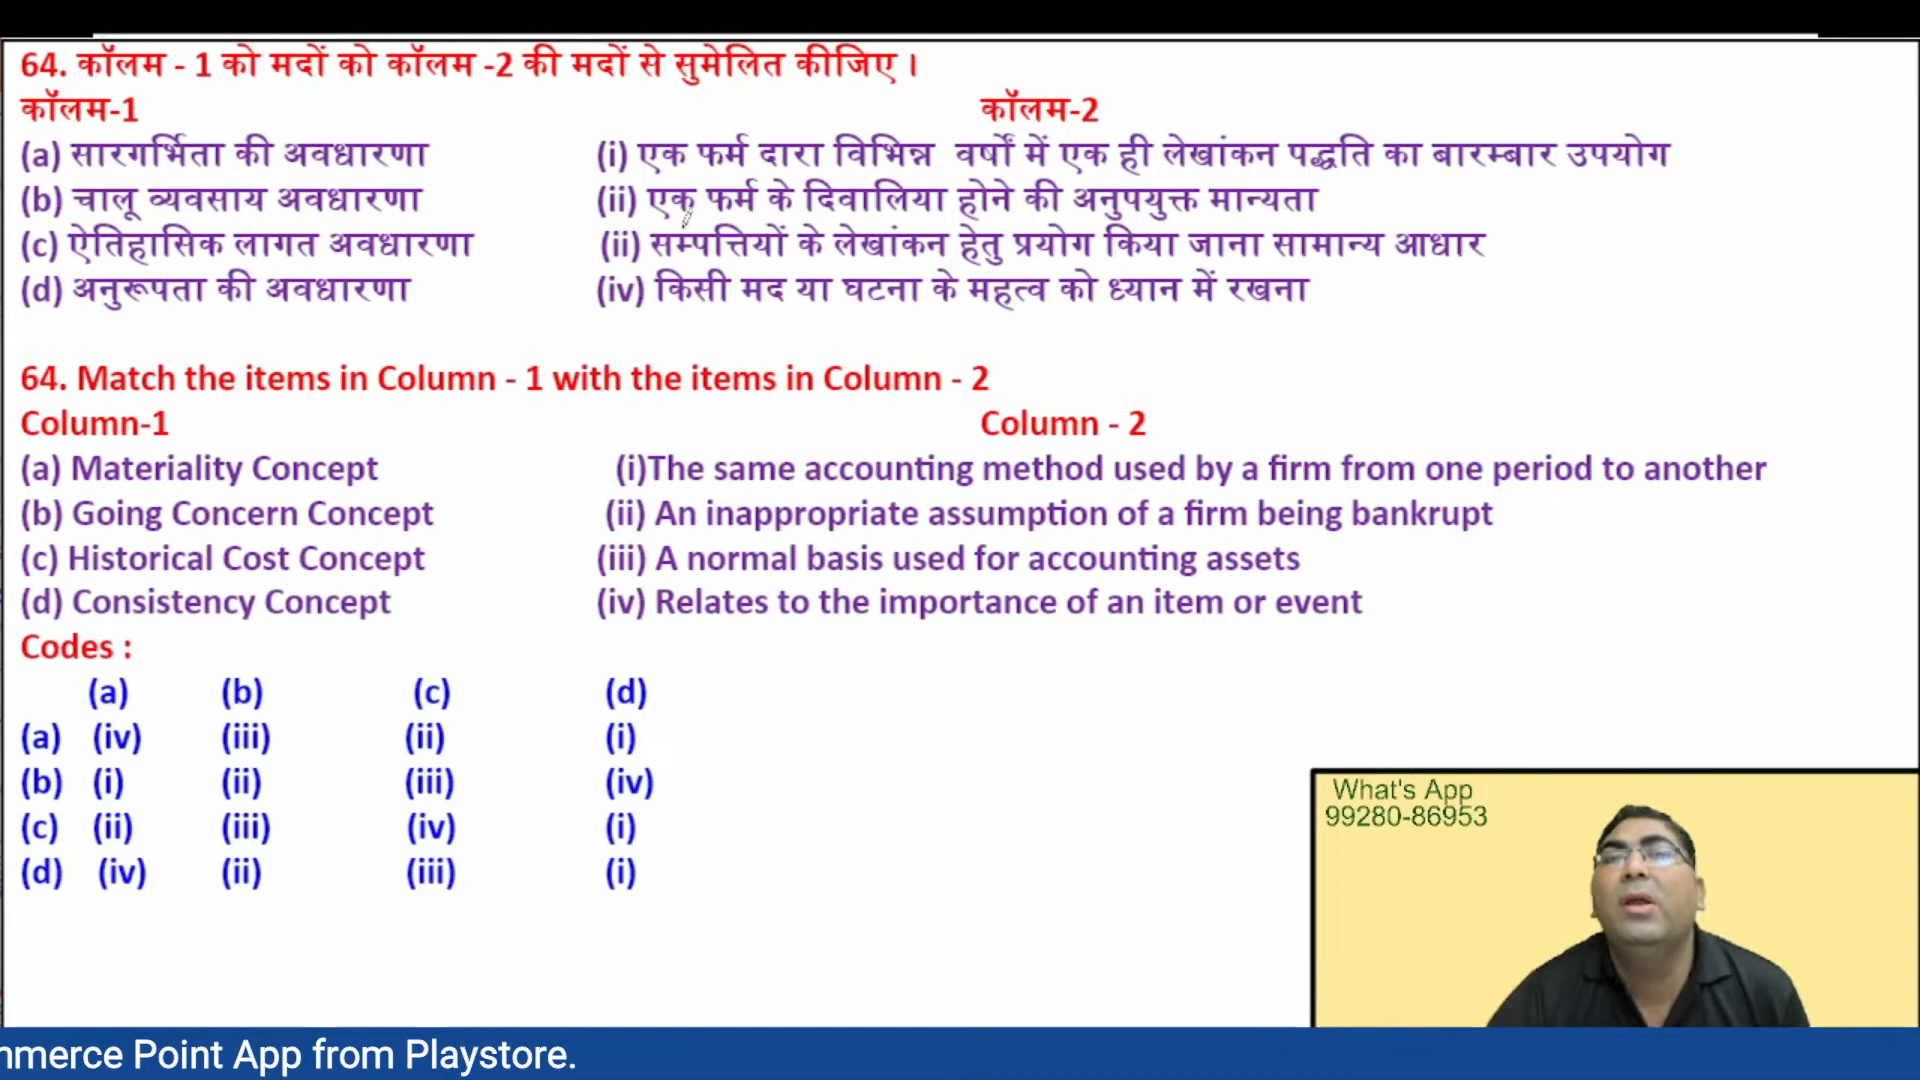 64. कॉलम - 1 को मदों को कॉलम -2 की मदों से सुमेलित कीजिए ।
कॉलम-1 कॉलम-2
(a) सारगर्भिता की अवधारणा (i) एक फर्म दारा विभिन्न वर्षों में एक ही लेखांकन पद्धति का बारम्बार उपयोग
(b) चालू व्यवसाय अवधारणा (ii) एक फर्म के दिवालिया होने की अनुपयुक्त मान्यता
(c) ऐतिहासिक लागत अवधारणा (ii) सम्पत्तियों के लेखांकन हेतु प्रयोग किया जाना सामान्य आधार
(d) अनुरूपता की अवधारणा (iv) किसी मद या घटना के महत्व को ध्यान में रखना
64. Match the items in Column - 1 with the items in Column - 2
Column-1 Column - 2
(a) Materiality Concept (i)The same accounting method used by a firm from one period to another
(b) Going Concern Concept (ii) An inappropriate assumption of a firm being bankrupt
(c) Historical Cost Concept (iii) A normal basis used for accounting assets
(d) Consistency Concept (iv) Relates to the importance of an item or event
Codes :
(a) (b) (c) (d)
(a) (iv) (iii) (ii) (i)
(b) (i) (ii) (iii) (iv)
(c) (ii) (iii) (iv) (i)
(d) (iv) (ii) (iii) (i)
What's App
99280-86953
Point App from Playstore.